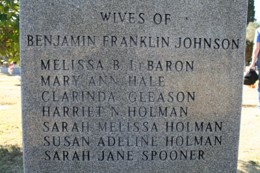 WIVES OF
BENJAMIN FRANKLIN JOHNSON
MELISSA B. LEBARON
MARY ANN HALE
CLARINDA GLEASON
HARRIET N. HOLMAN
SARAH MELISSA HOLMAN
SUSAN ADELINE HOLMAN
SARAH JANE SPOONER